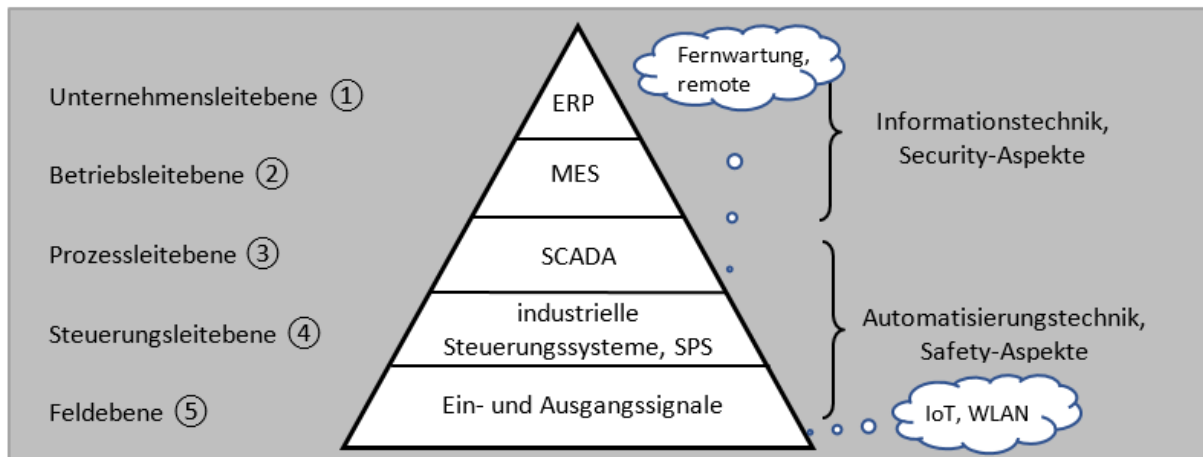 Unternehmensleitebene ①
Betriebsleitebene ②
Prozessleitebene ③
Steuerungsleitebene ④
Feldebene ⑤
ERP
MES
SCADA
industrielle
Steuerungssysteme, SPS
Ein- und Ausgangssignale
Fernwartung,
remote
Informationstechnik,
Security-Aspekte
Automatisierungstechnik,
Safety-Aspekte
IoT, WLAN